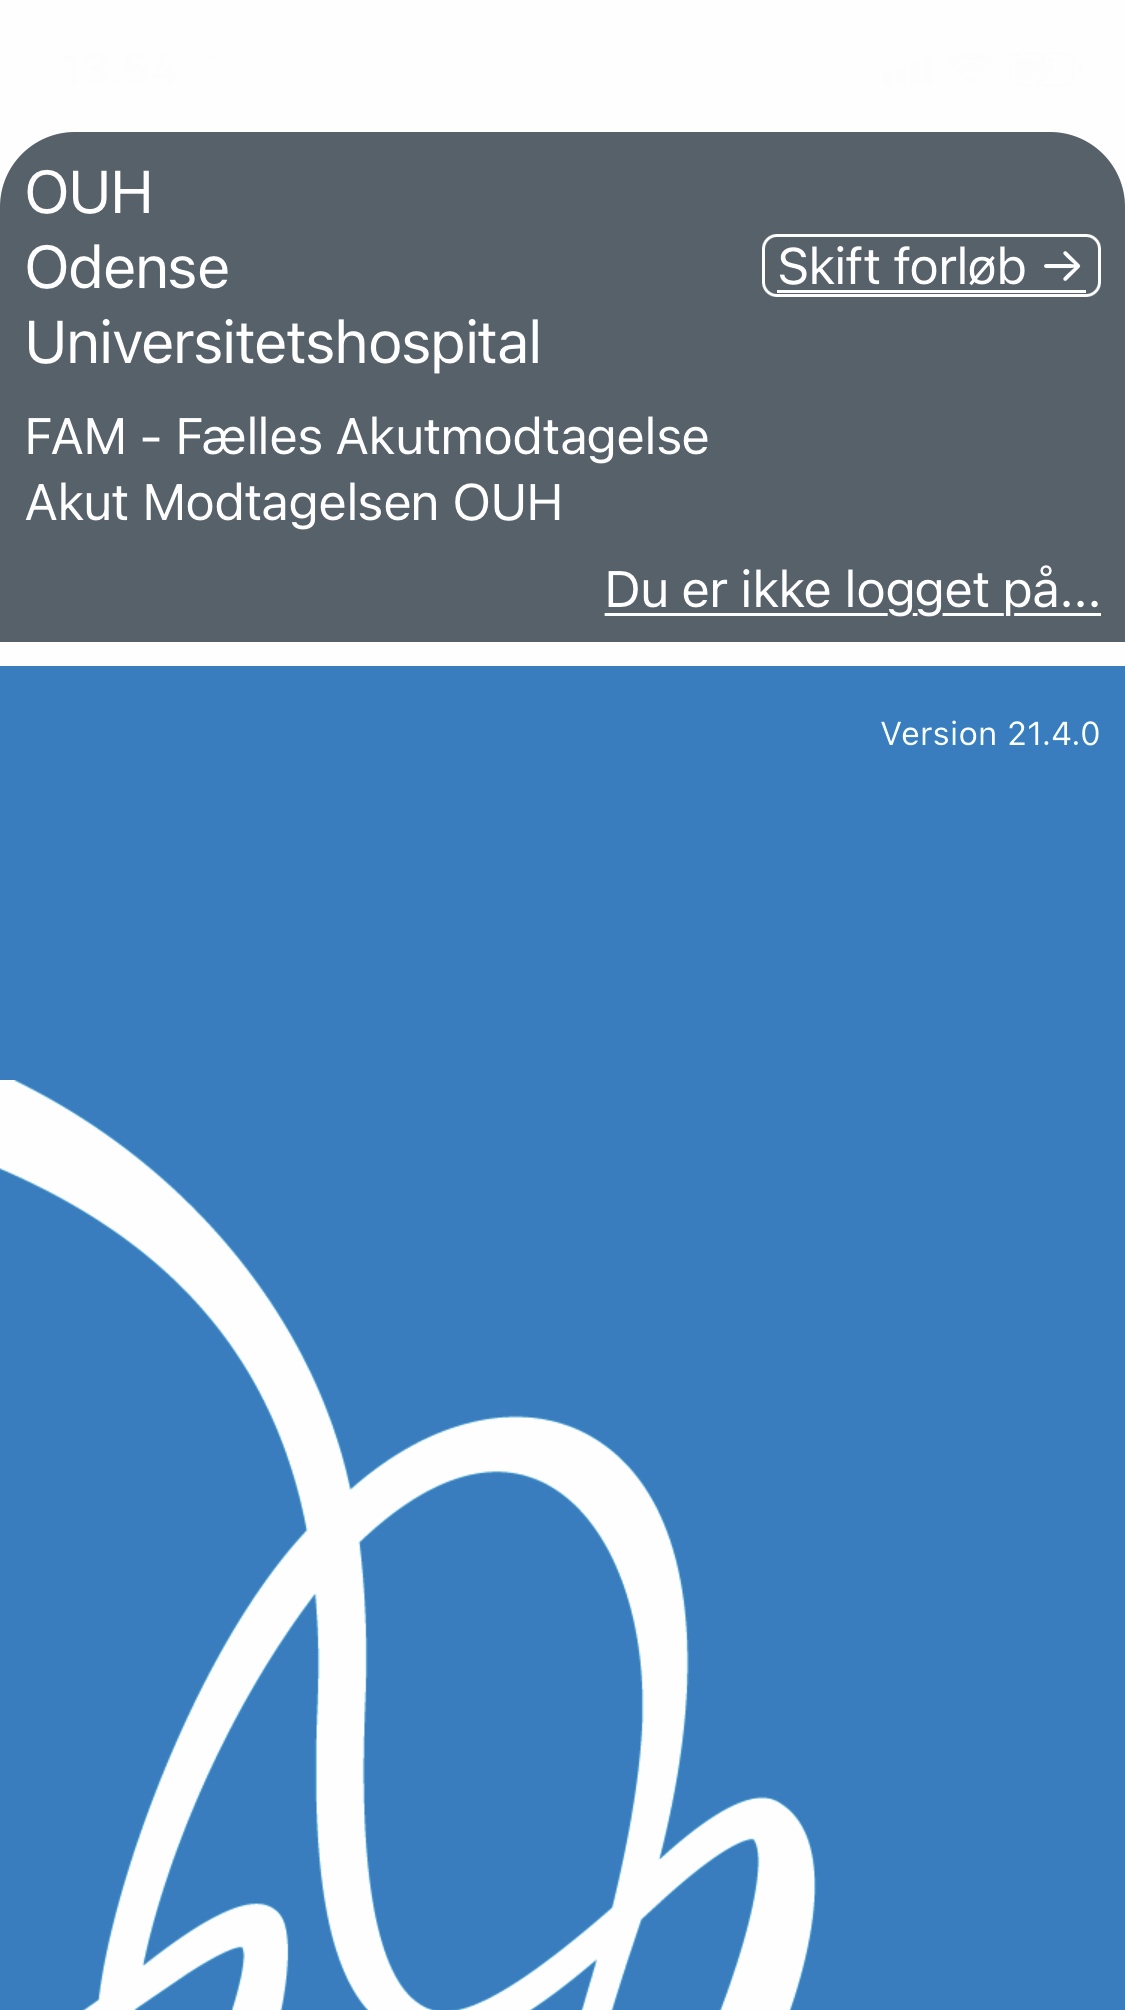 OUH
Odense
Universitetshospital
Skift forløb →
FAM - Fælles Akutmodtagelse
Akut Modtagelsen OUH
Du er ikke logget på...
Version 21.4.0